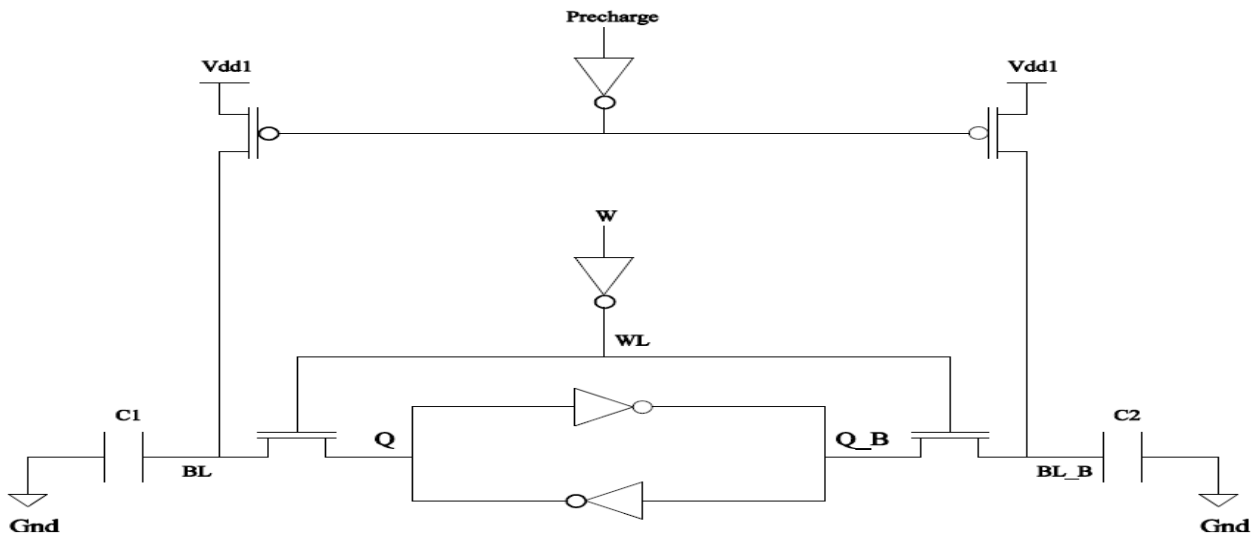 Precharge
Vdd1
Vdd1
W
WL
C1
Q
Q_B
C2
BL
BL_B
Gnd
Gnd